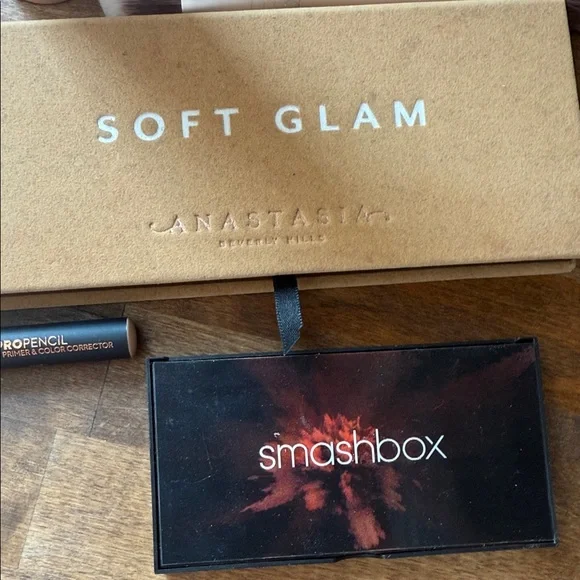 SOFT GLAM
ANASTASIA
BEVERLY HILLS
PROPENCIL
PRIMER & COLOR CORRECTOR
smashbox